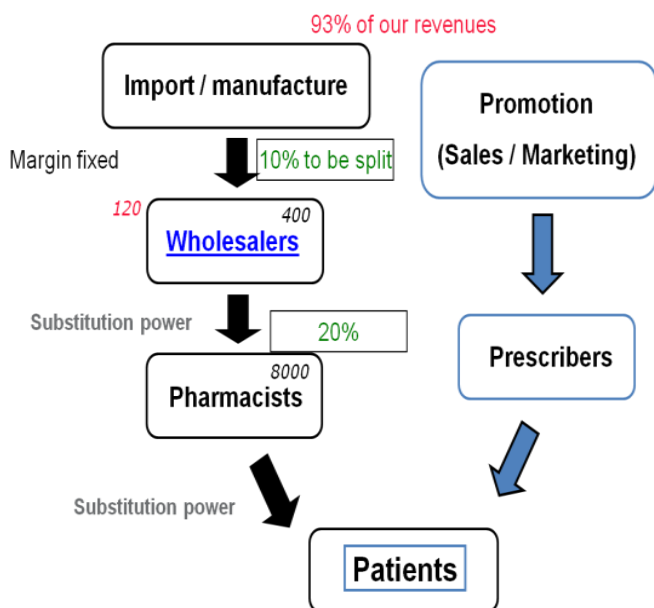 93% of our revenues
Import / manufacture
Promotion
(Sales / Marketing)
Margin fixed
10% to be split
120
400
Wholesalers
Substitution power
20%
8000
Pharmacists
Prescribers
Substitution power
Patients